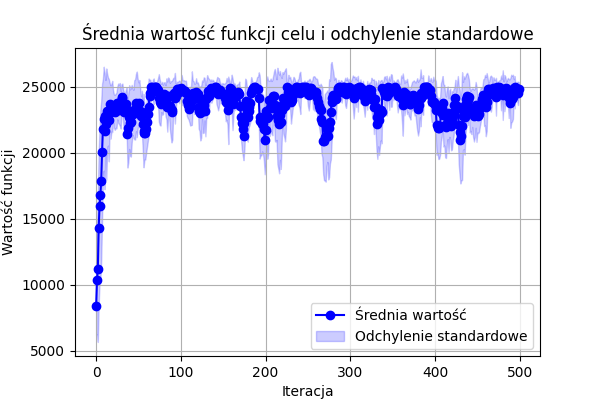 Średnia wartość funkcji celu i odchylenie standardowe
Wartość funkcji
25000
20000
15000
10000
5000
Średnia wartość
Odchylenie standardowe
0
100
200
300
400
500
Iteracja